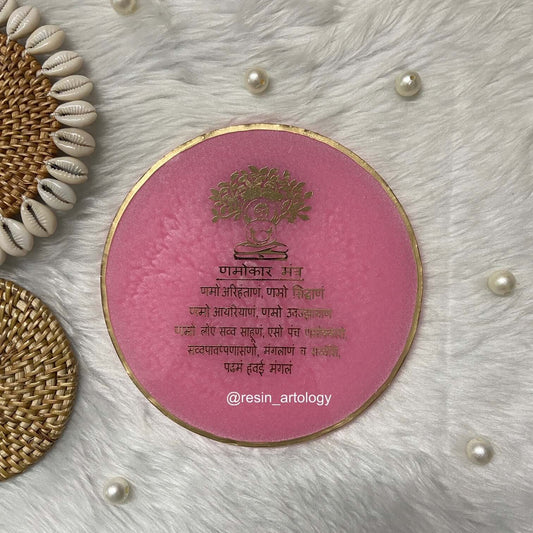 णमोकार मंत्र
णमो अरिहंताणं, णमो सिद्धाणं
णमो आयरियाणं, णमो उवज्झायाणं
णमो लोए सव्व साहूणं, एसो पंच
सव्वपावप्पणासणो, मंगलाणं च
पढमं हवई मंगलं
@resin_artology